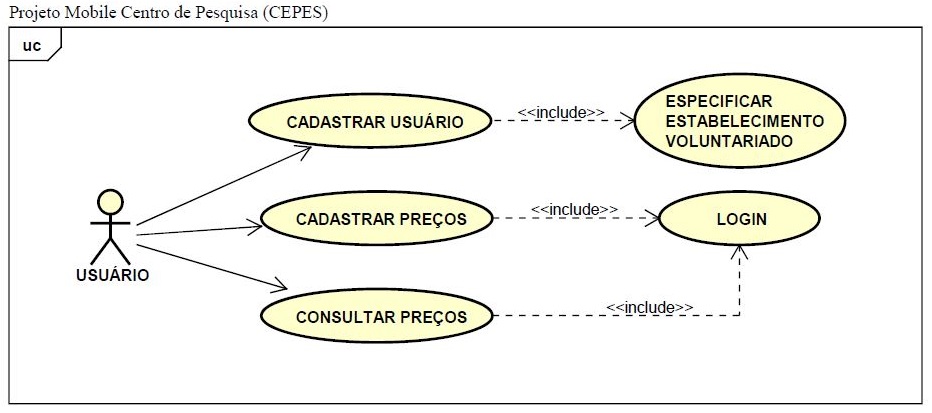 Projeto Mobile Centro de Pesquisa (CEPES)
uc
CADASTRAR USUÁRIO
<<include>>
ESPECIFICAR
ESTABELECIMENTO
VOLUNTARIADO
CADASTRAR PREÇOS
<<include>>
LOGIN
USUÁRIO
CONSULTAR PREÇOS
<<include>>